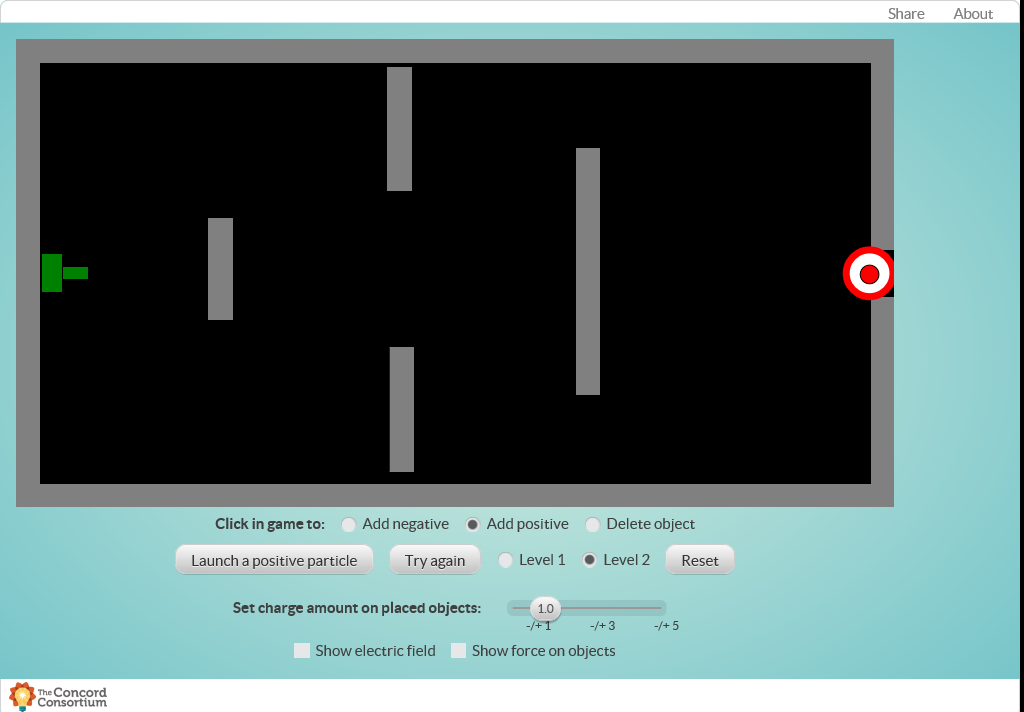 Share About
Click in game to: Add negative Add positive Delete object
Launch a positive particle Try again Level 1 Level 2 Reset
Set charge amount on placed objects: 1.0
-/+ 1 -/+ 3 -/+ 5
Show electric field Show force on objects
The Concord
Consortium